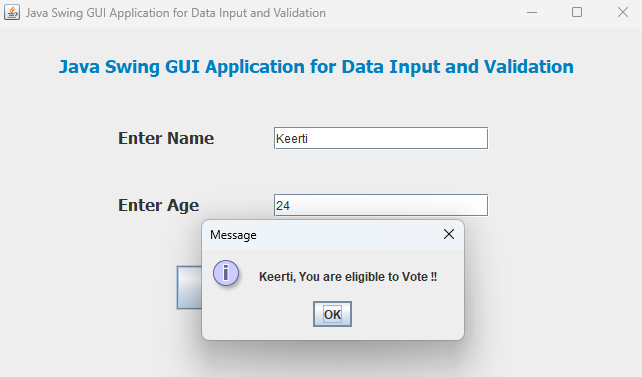 Java Swing GUI Application for Data Input and Validation
Java Swing GUI Application for Data Input and Validation
Enter Name
Keerti
Enter Age
24
Message
i
Keerti, You are eligible to Vote !!
OK